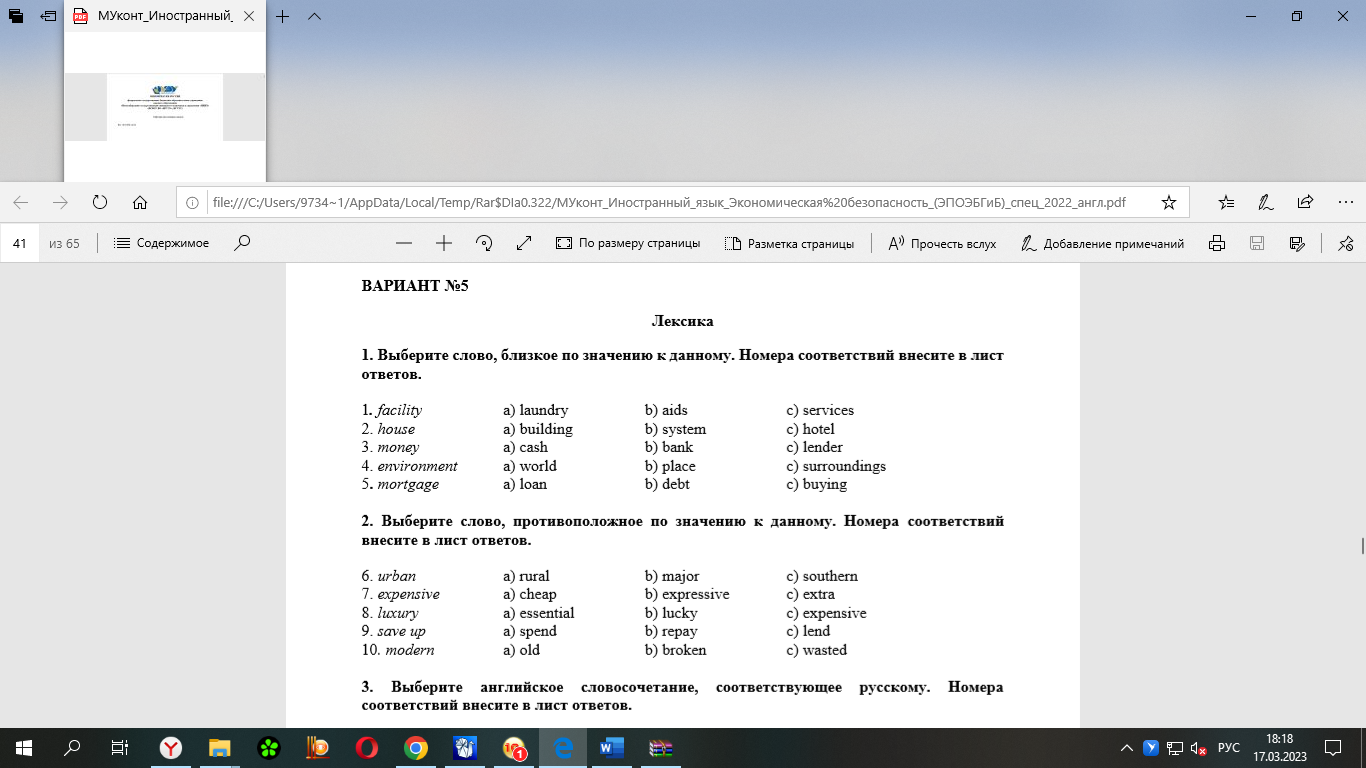 МУконт_Иностранный_
file:///C:/Users/9734~1/AppData/Local/Temp/Rar$DIa0.322/МУконт_Иностранный_язык_Экономическая%20безопасность_(ЭПОЭБГиБ)_спец_2022_англ.pdf
41 из 65 Содержимое По размеру страницы Разметка страницы Прочесть вслух Добавление примечаний
ВАРИАНТ №5
Лексика
1. Выберите слово, близкое по значению к данному. Номера соответствий внесите в лист
ответов.
1. facility a) laundry b) aids c) services
2. house a) building b) system c) hotel
3. money a) cash b) bank c) lender
4. environment a) world b) place c) surroundings
5. mortgage a) loan b) debt c) buying
2. Выберите слово, противоположное по значению к данному. Номера соответствий
внесите в лист ответов.
6. urban a) rural b) major c) southern
7. expensive a) cheap b) expressive c) extra
8. luxury a) essential b) lucky c) expensive
9. save up a) spend b) repay c) lend
10. modern a) old b) broken c) wasted
3. Выберите английское словосочетание, соответствующее русскому. Номера
соответствий внесите в лист ответов.
РУС
18:18
17.03.2023